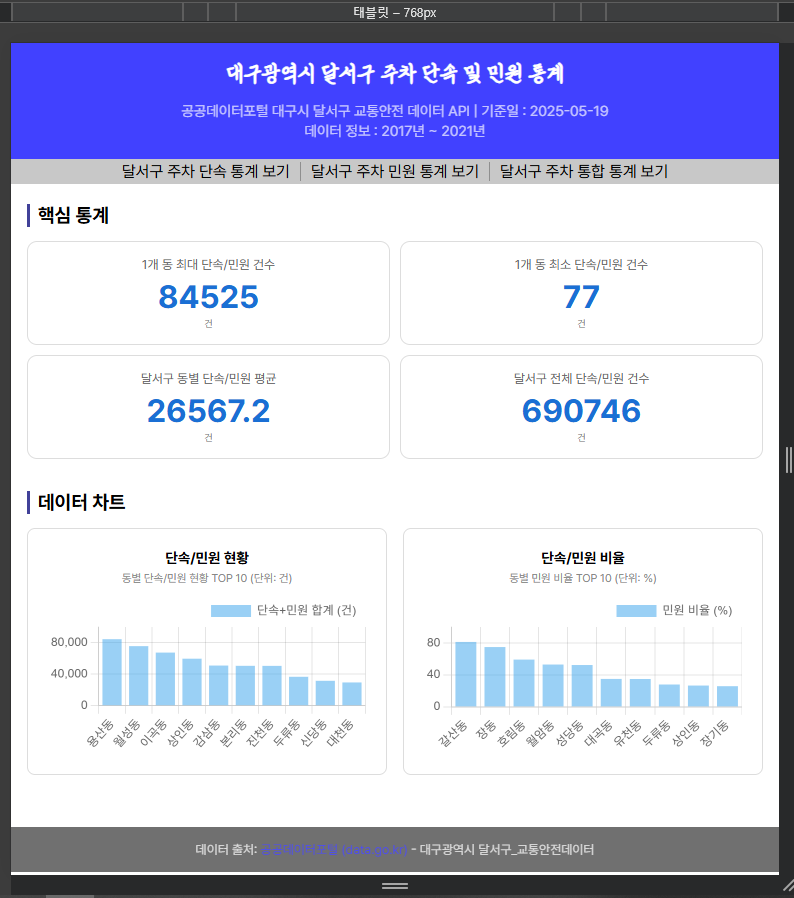 태블릿 – 768px
대구광역시 달서구 주차 단속 및 민원 통계
공공데이터포털 대구시 달서구 교통안전 데이터 API | 기준일 : 2025-05-19
데이터 정보 : 2017년 ~ 2021년
달서구 주차 단속 통계 보기 달서구 주차 민원 통계 보기 달서구 주차 통합 통계 보기
핵심 통계
1개 동 최대 단속/민원 건수
84525
건
1개 동 최소 단속/민원 건수
77
건
달서구 동별 단속/민원 평균
26567.2
건
달서구 전체 단속/민원 건수
690746
건
데이터 차트
단속/민원 현황
동별 단속/민원 현황 TOP 10 (단위: 건)
단속+민원 합계 (건)
80,000
40,000
0
용산동 월성동 이곡동 상인동 감삼동 본리동 진천동 두류동 신당동 대천동
단속/민원 비율
동별 민원 비율 TOP 10 (단위: %)
민원 비율 (%)
80
40
0
갈산동 장동 호림동 월암동 성당동 대곡동 유천동 두류동 상인동 장기동
데이터 출처: 공공데이터포털 (data.go.kr) - 대구광역시 달서구_교통안전데이터